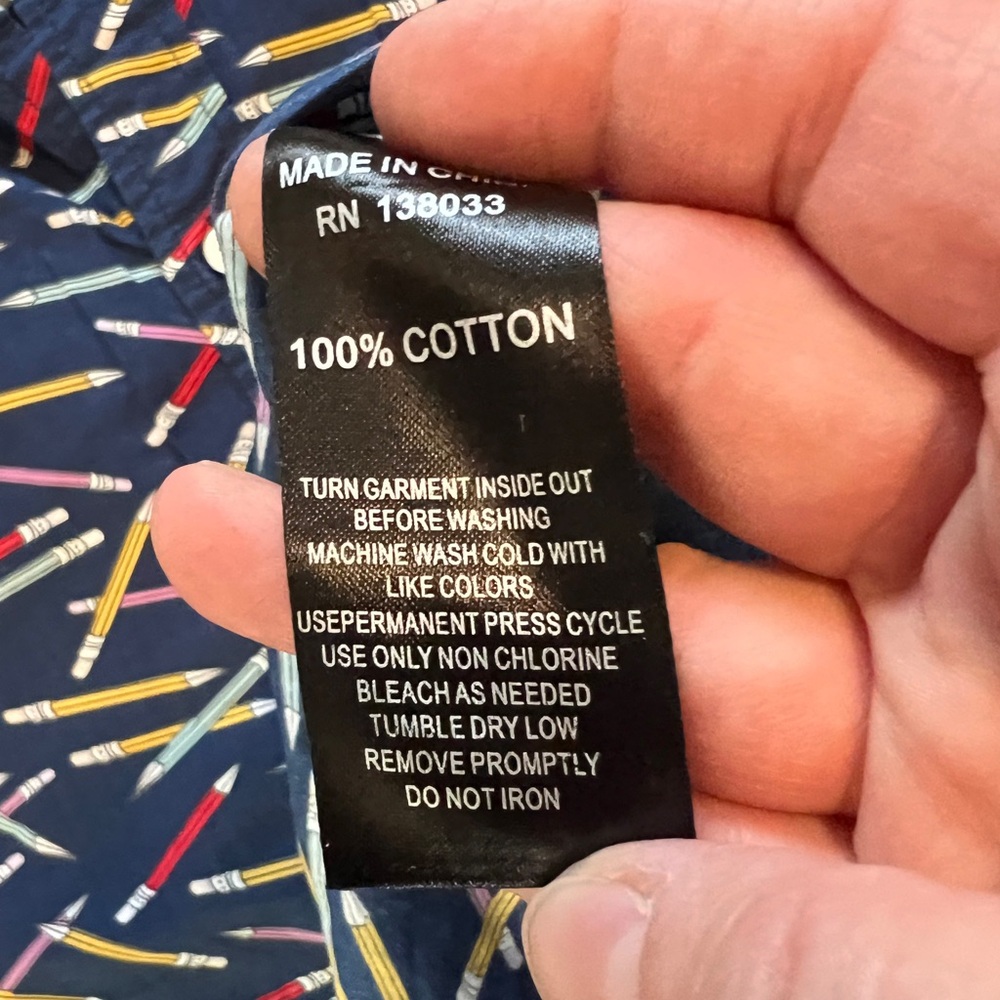 MADE IN
RN 138033
100% COTTON
TURN GARMENT INSIDE OUT
BEFORE WASHING
MACHINE WASH COLD WITH
LIKE COLORS
USEPERMANENT PRESS CYCLE
USE ONLY NON CHLORINE
BLEACH AS NEEDED
TUMBLE DRY LOW
REMOVE PROMPTLY
DO NOT IRON